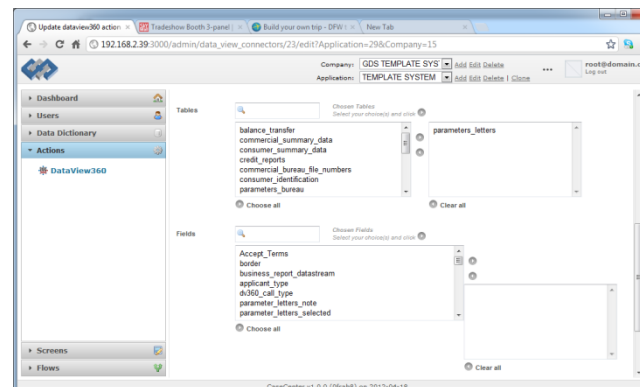 Update dataview360 action
Tradeshow Booth 3-panel
Build your own trip - DFW t
New Tab
192.168.2.39:3000/admin/data_view_connectors/23/edit?Application=29&Company=15
Company: GDS TEMPLATE SYS Add Edit Delete
Application: TEMPLATE SYSTEM Add Edit Delete | Clone
...
root@domain.c
Log out
Dashboard
Users
Data Dictionary
Actions
DataView360
Screens
Flows
Tables
Chosen Tables
Select your choise(s) and click
balance_transfer
commercial_summary_data
consumer_summary_data
credit_reports
commercial_bureau_file_numbers
consumer_identification
parameters_bureau
parameters_letters
Choose all
Clear all
Fields
Chosen Fields
Select your choise(s) and click
Accept_Terms
border
business_report_datastream
applicant_type
dv360_call_type
parameter_letters_note
parameter_letters_selected
Choose all
Clear all